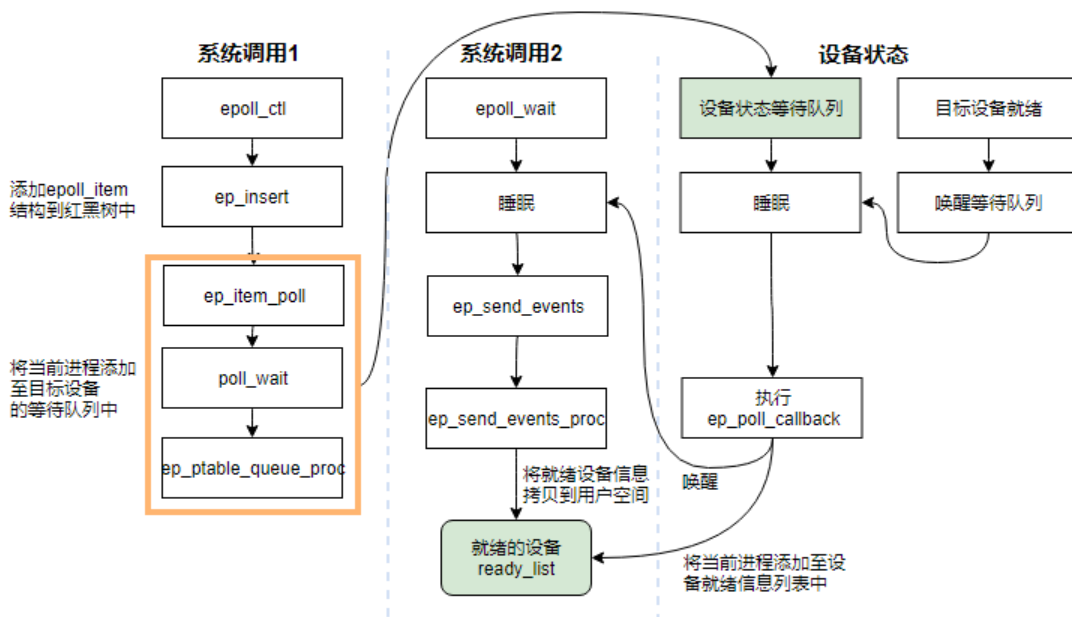 系统调用1
系统调用2
设备状态
epoll_ctl
epoll_wait
设备状态等待队列
目标设备就绪
添加epoll_item
结构到红黑树中
ep_insert
睡眠
睡眠
唤醒等待队列
ep_item_poll
ep_send_events
将当前进程添加
至目标设备
的等待队列中
poll_wait
执行
ep_poll_callback
ep_ptable_queue_proc
ep_send_events_proc
将就绪设备信息
拷贝到用户空间
唤醒
就绪的设备
ready_list
将当前进程添加至设
备就绪信息列表中